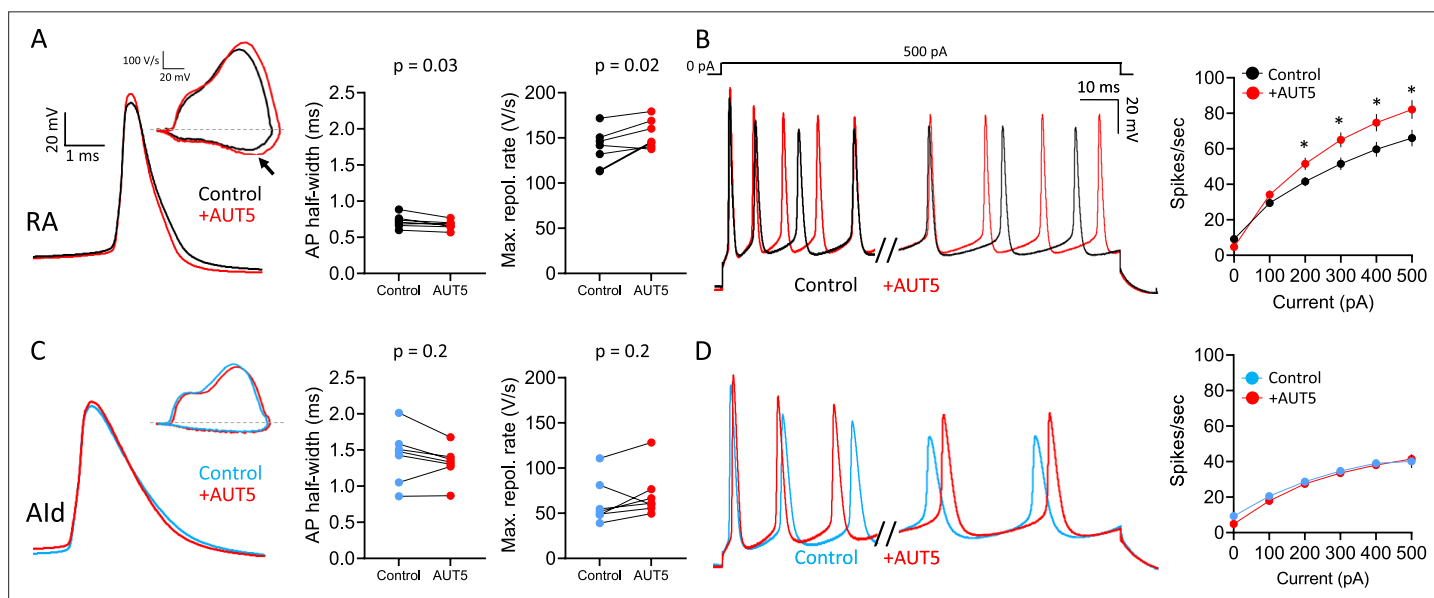 A
100 V/s
20 mV
20 mV
1 ms
Control
+AUT5
RA
p = 0.03
AP half-width (ms)
2.5
2.0
1.5
1.0
0.5
0.0
Control AUT5
p = 0.02
Max. repol. rate (V/s)
200
150
100
50
0
Control AUT5
B
500 pA
0 pA
10 ms
20 mV
Control +AUT5
Control
+AUT5
Spikes/sec
100
80
60
40
20
0
* * * *
0 100 200 300 400 500
Current (pA)
C
Control
+AUT5
AId
p = 0.2
AP half-width (ms)
2.5
2.0
1.5
1.0
0.5
0.0
Control AUT5
p = 0.2
Max. repol. rate (V/s)
200
150
100
50
0
Control AUT5
D
Control +AUT5
Control
+AUT5
Spikes/sec
100
80
60
40
20
0
0 100 200 300 400 500
Current (pA)